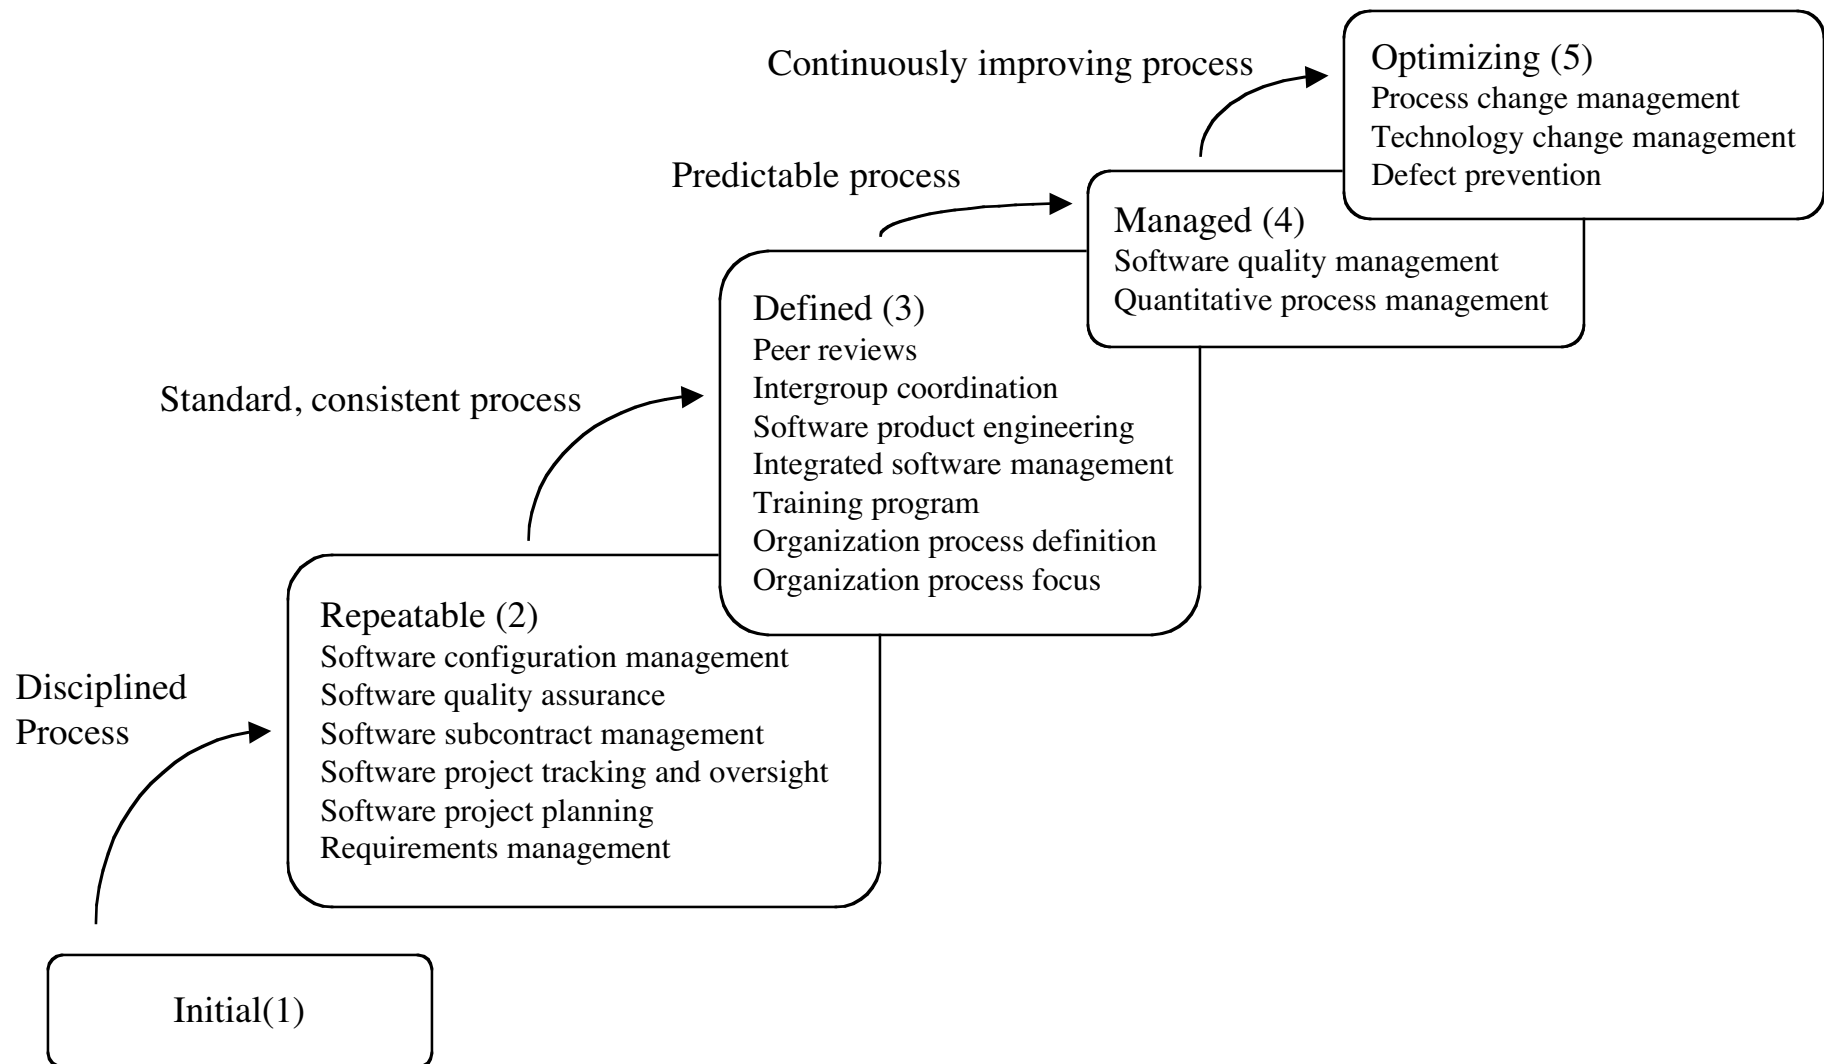 Continuously improving process
Optimizing (5)
Process change management
Technology change management
Defect prevention
Predictable process
Managed (4)
Software quality management
Quantitative process management
Standard, consistent process
Defined (3)
Peer reviews
Intergroup coordination
Software product engineering
Integrated software management
Training program
Organization process definition
Organization process focus
Disciplined
Process
Repeatable (2)
Software configuration management
Software quality assurance
Software subcontract management
Software project tracking and oversight
Software project planning
Requirements management
Initial(1)